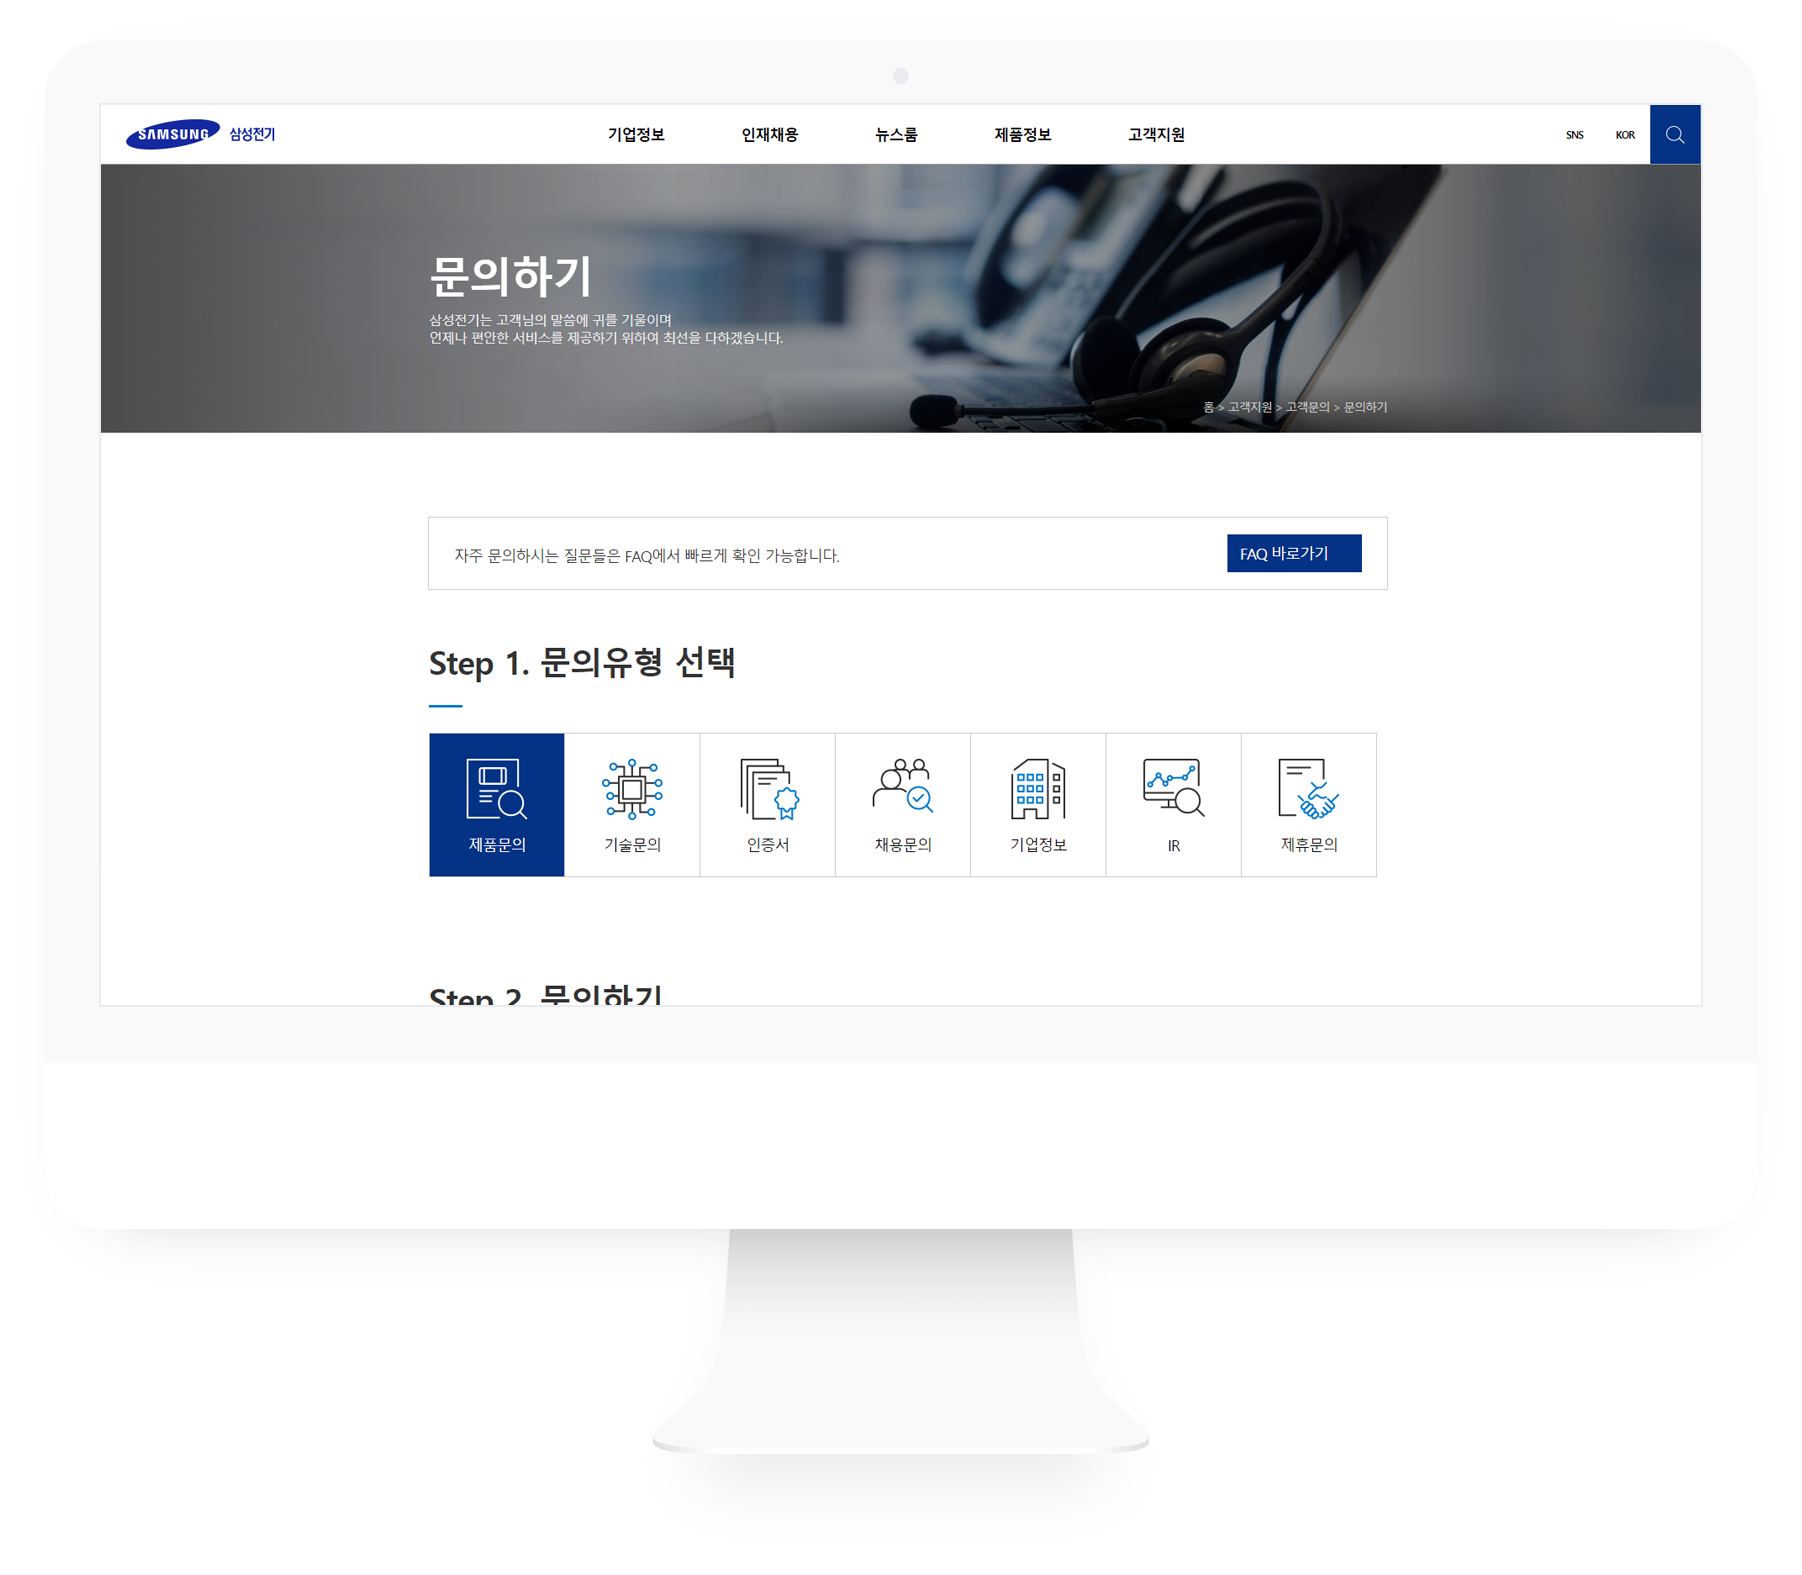 SAMSUNG 삼성전기
기업정보 인재채용 뉴스룸 제품정보 고객지원
SNS KOR
문의하기
삼성전기는 고객님의 말씀에 귀를 기울이며
언제나 편안한 서비스를 제공하기 위하여 최선을 다하겠습니다.
홈 > 고객지원 > 고객문의 > 문의하기
자주 문의하시는 질문들은 FAQ에서 빠르게 확인 가능합니다.
FAQ 바로가기
Step 1. 문의유형 선택
제품문의 기술문의 인증서 채용문의 기업정보 IR 제휴문의
Step 2. 문의하기